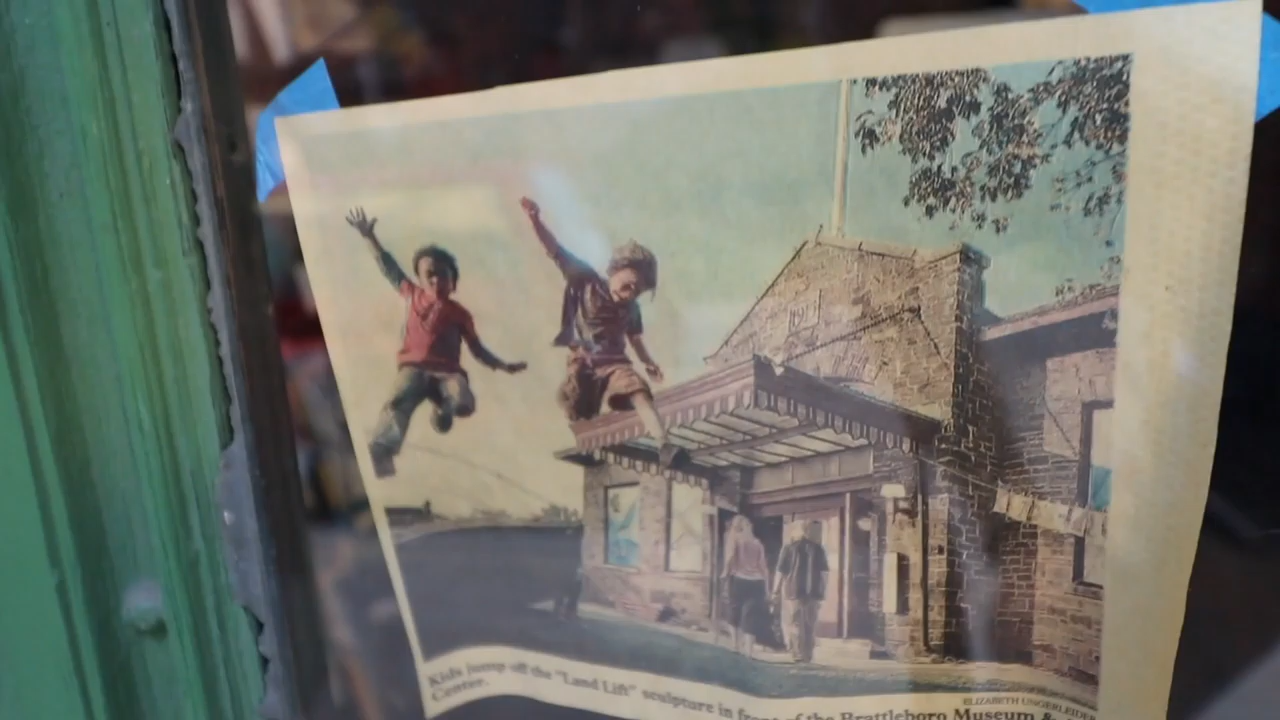 ELIZABETH UNGERLEIDER
Kids jump off the "Land Lift" sculpture in front of the Brattleboro Museum &
Center.